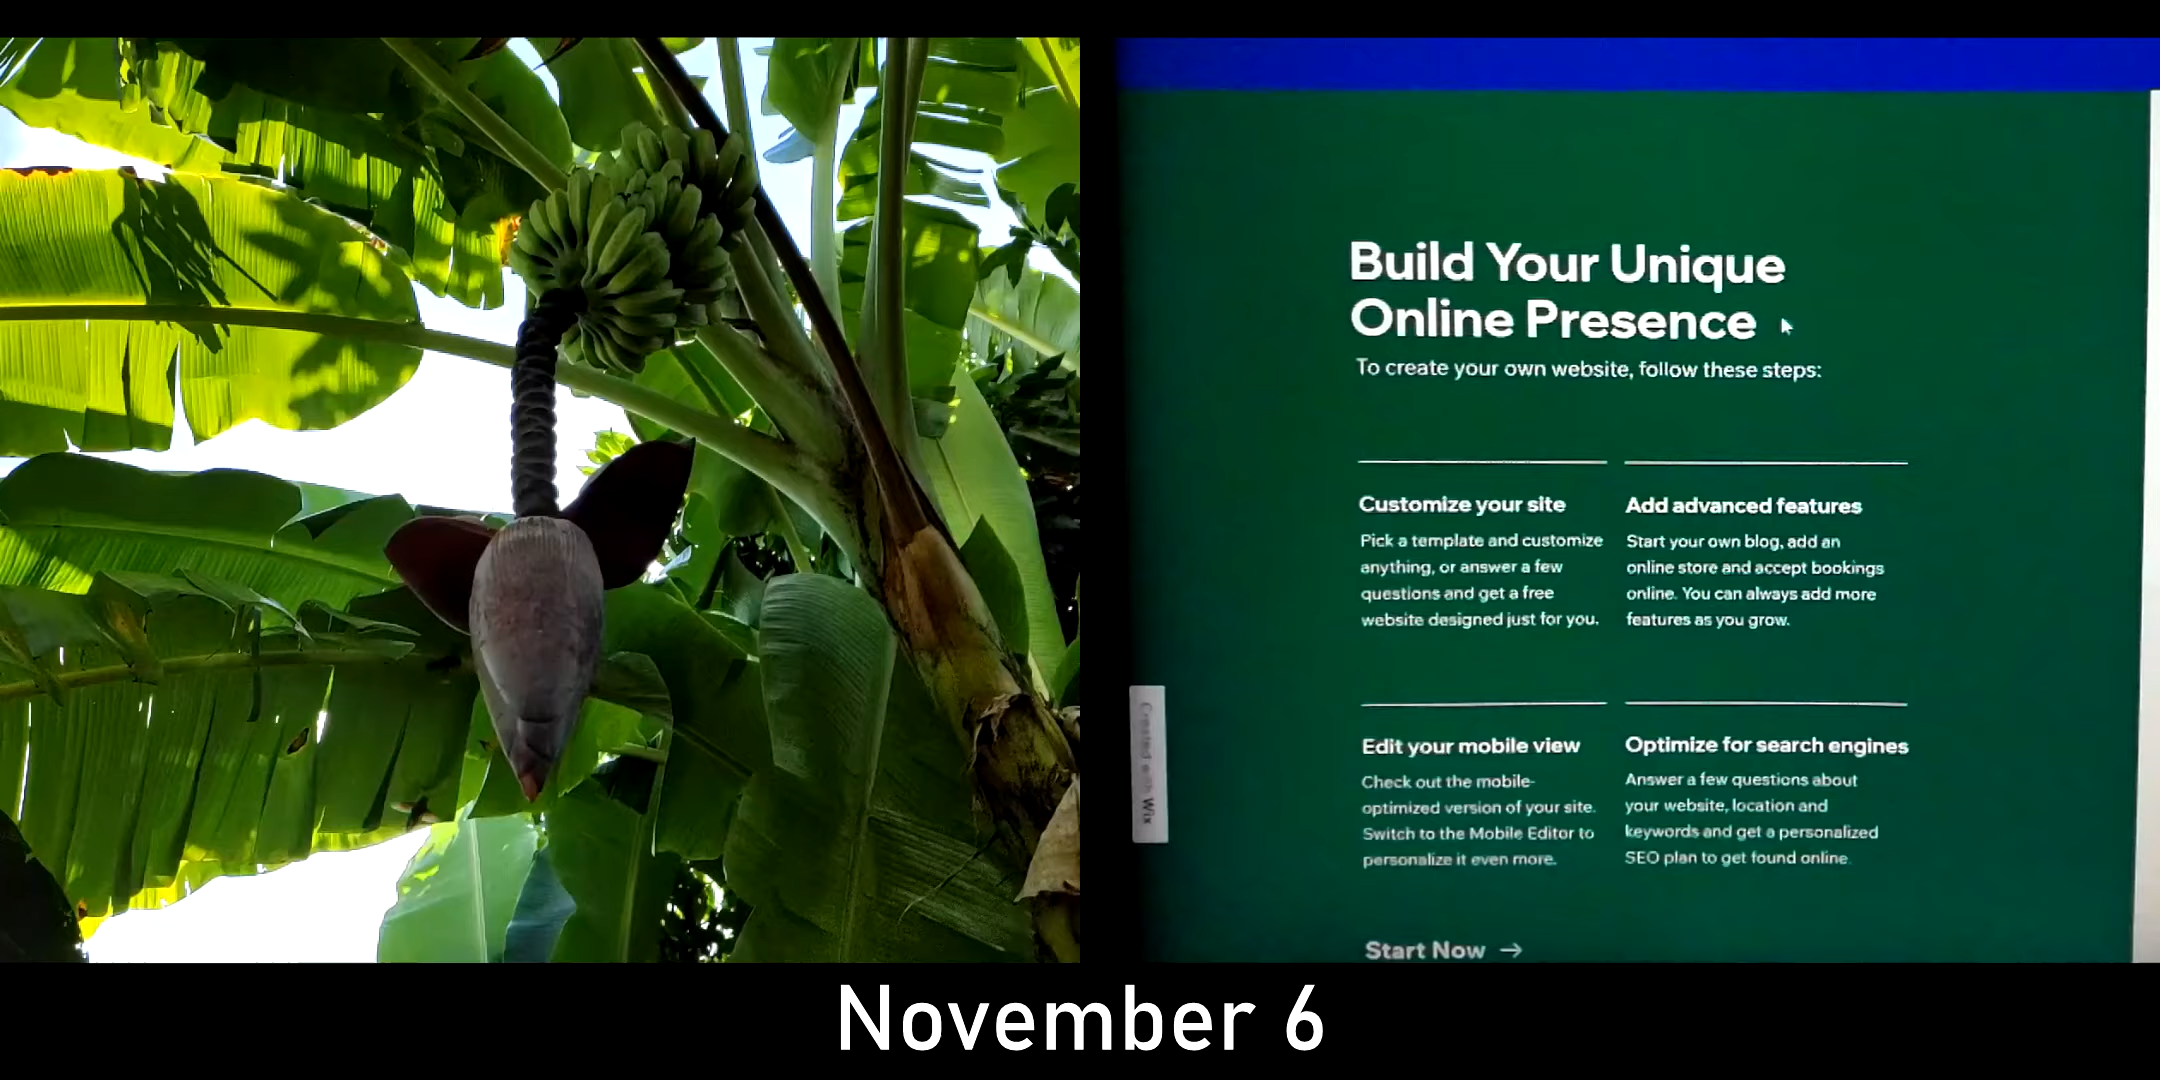 Build Your Unique
Online Presence
To create your own website, follow these steps:
Customize your site
Pick a template and customize
anything, or answer a few
questions and get a free
website designed just for you.
Add advanced features
Start your own blog, add an
online store and accept bookings
online. You can always add more
features as you grow.
Edit your mobile view
Check out the mobile-
optimized version of your site.
Switch to the Mobile Editor to
personalize it even more.
Optimize for search engines
Answer a few questions about
your website, location and
keywords and get a personalized
SEO plan to get found online.
Start Now →
Created with Wix
November 6